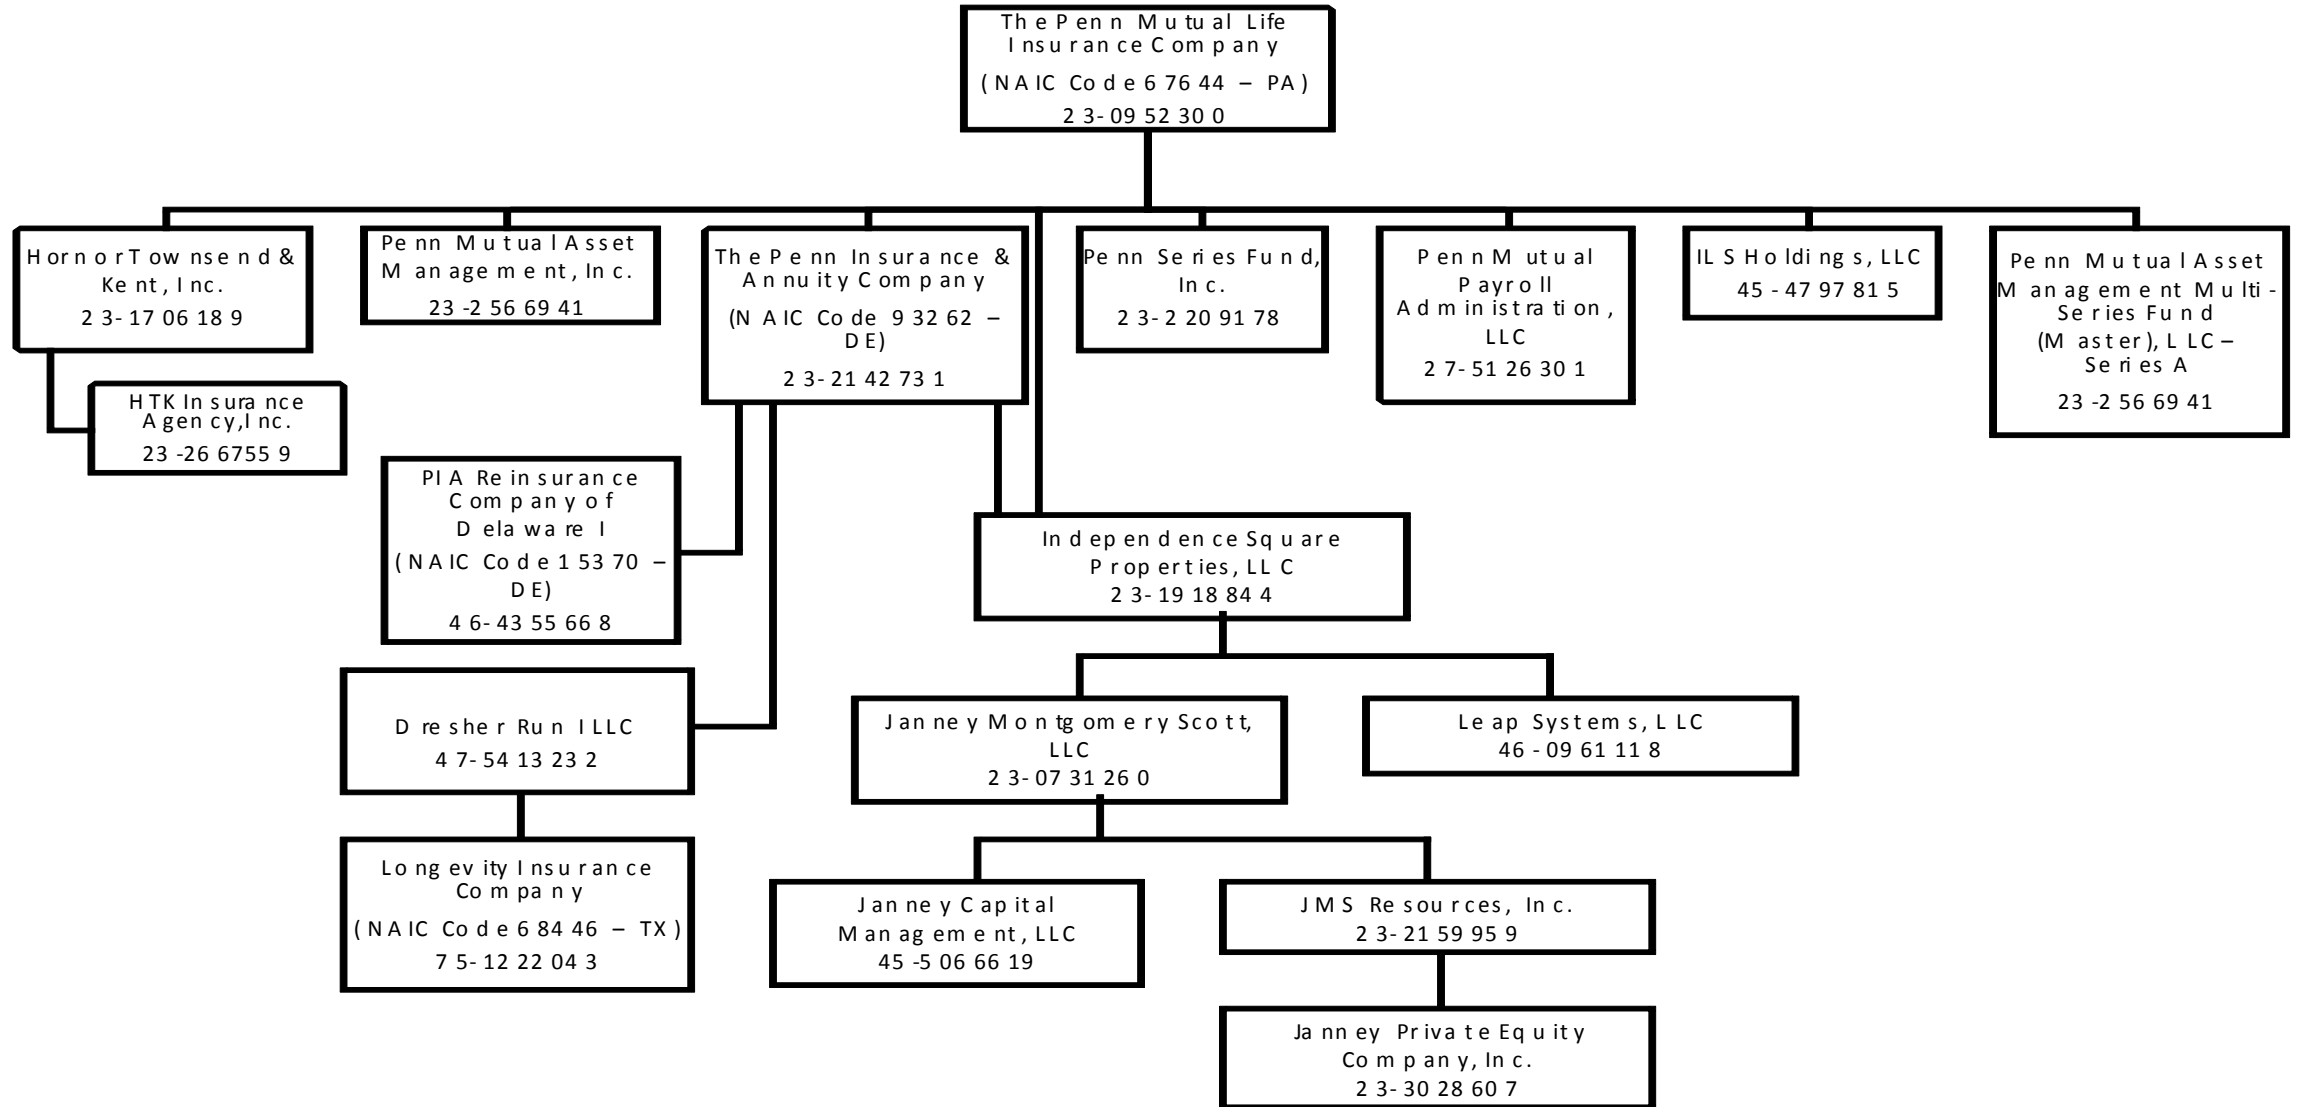 The Penn Mutual Life
Insurance Company
(NAIC Code 67644 – PA)
23-0952300
Hornor Townsend &
Kent, Inc.
23-1706189
Penn Mutual Asset
Management, Inc.
23-2566941
The Penn Insurance &
Annuity Company
(NAIC Code 93262 –
DE)
23-2142731
Penn Series Fund,
Inc.
23-2209178
Penn Mutual
Payroll
Administration,
LLC
27-5126301
ILS Holdings, LLC
45-4797815
Penn Mutual Asset
Management Multi-
Series Fund
(Master), LLC –
Series A
23-2566941
HTK Insurance
Agency, Inc.
23-2667559
PIA Reinsurance
Company of
Delaware I
(NAIC Code 15370 –
DE)
46-4355668
Independence Square
Properties, LLC
23-1918844
Dresher Run I LLC
47-5413232
Janney Montgomery Scott,
LLC
23-0731260
Leap Systems, LLC
46-0961118
Longevity Insurance
Company
(NAIC Code 68446 – TX)
75-1222043
Janney Capital
Management, LLC
45-5066619
JMS Resources, Inc.
23-2159959
Janney Private Equity
Company, Inc.
23-3028607